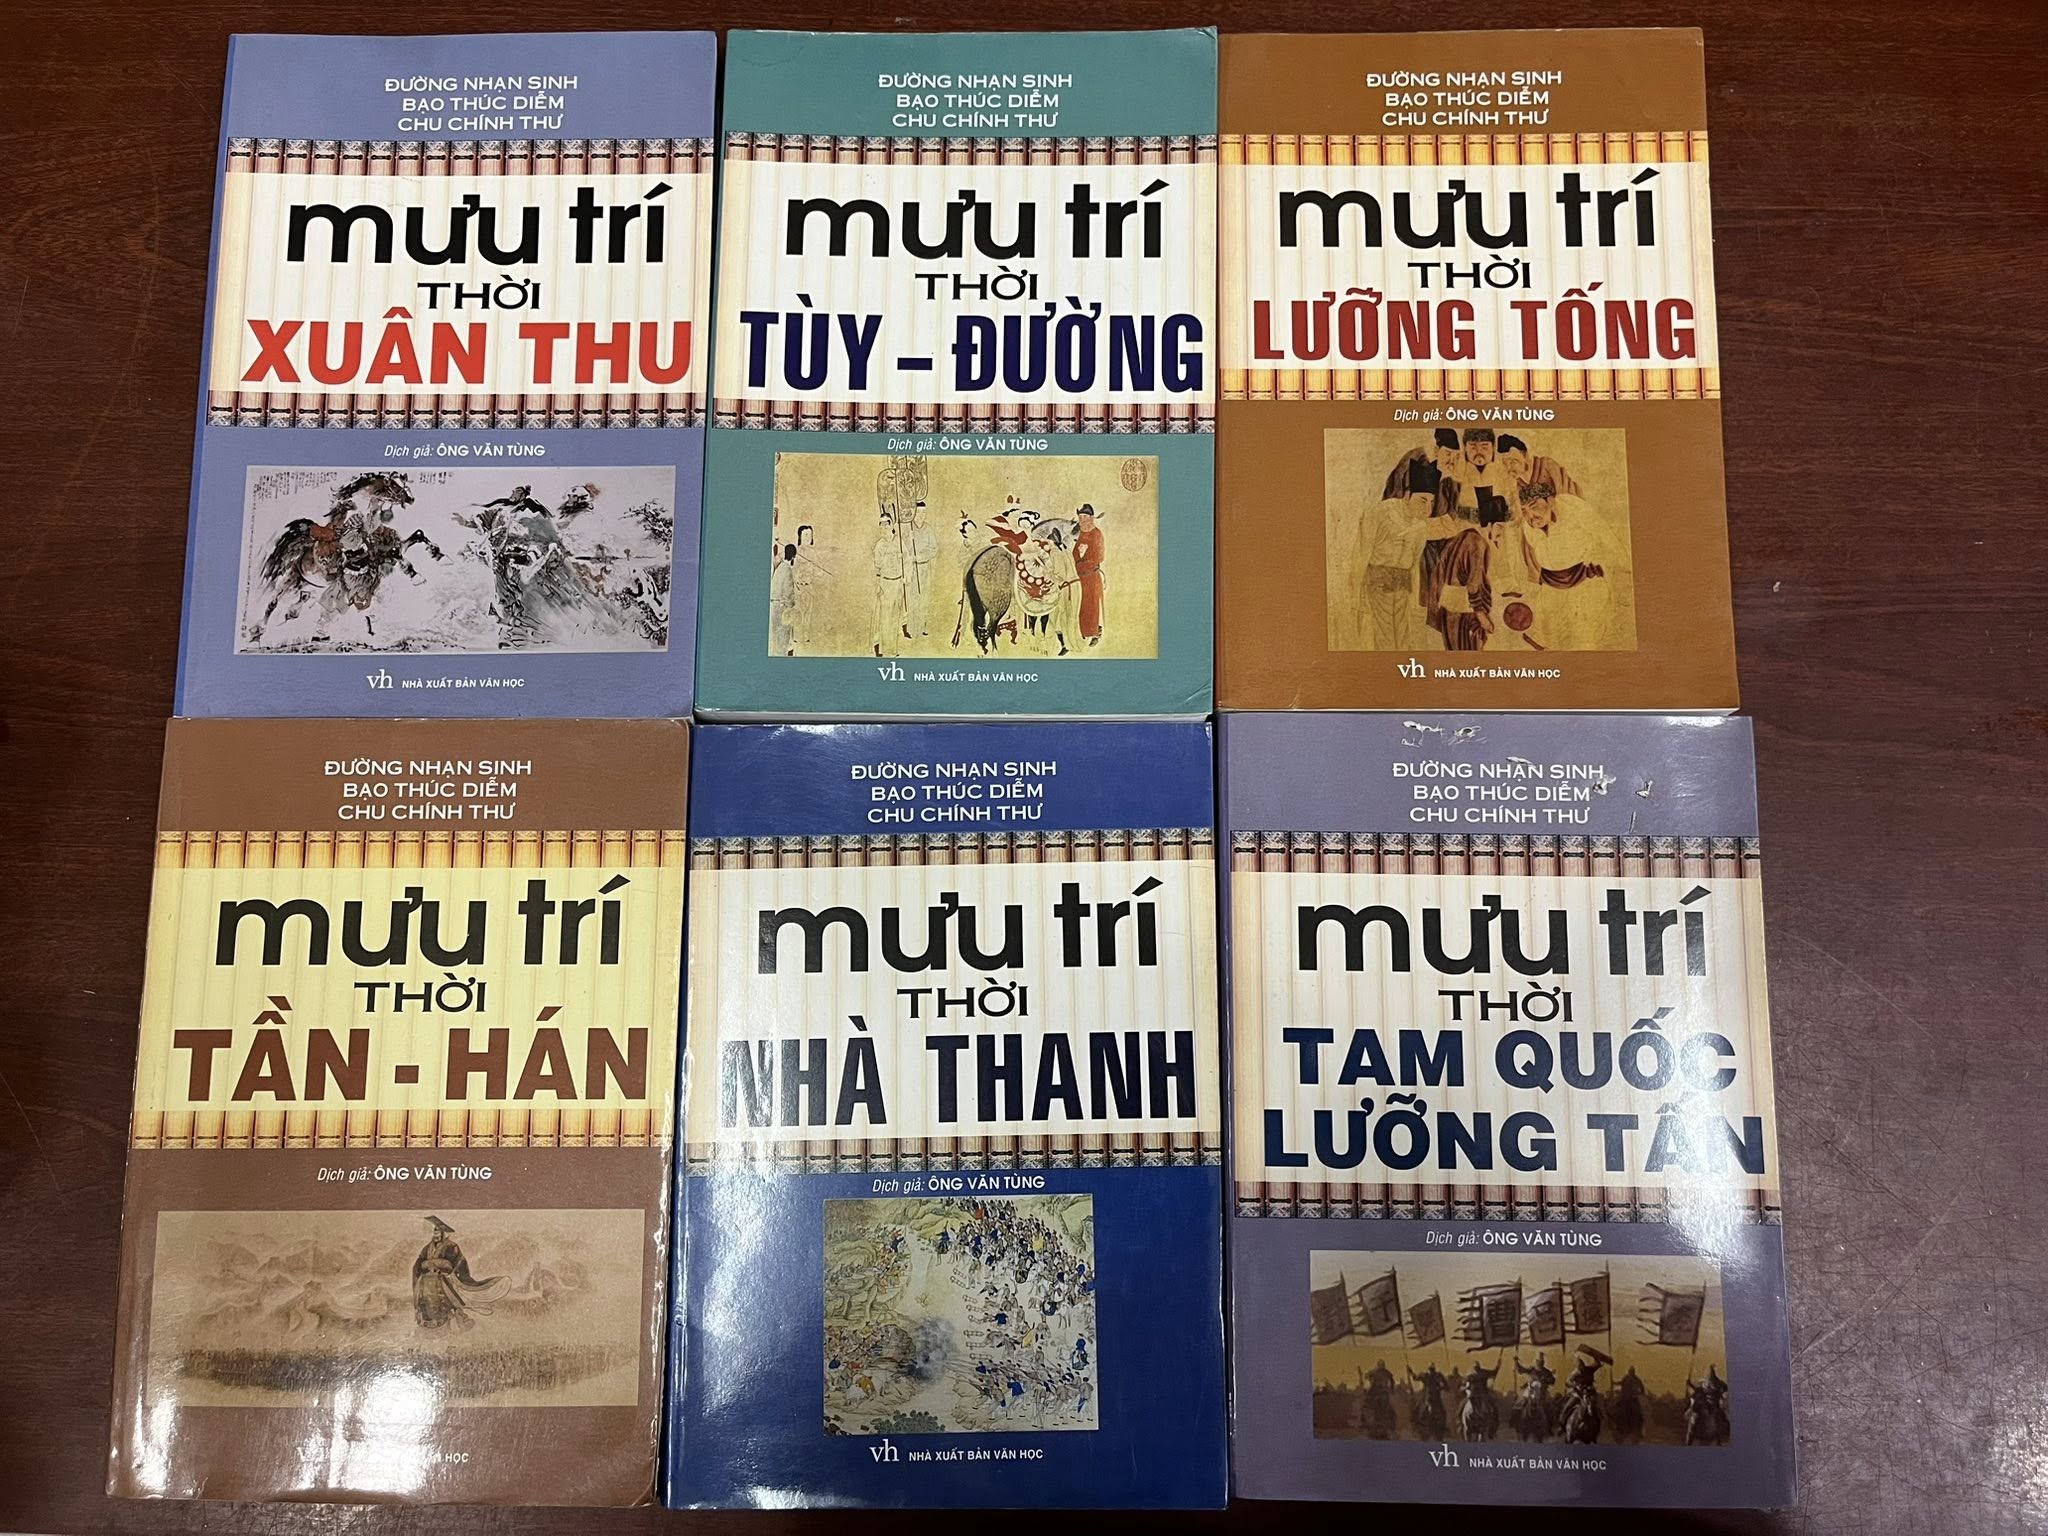 ĐƯỜNG NHẠN SINH
BẠO THÚC DIỄM
CHU CHÍNH THƯ
mưu trí
THỜI
XUÂN THU
Dịch giả: ÔNG VĂN TÙNG
vh NHÀ XUẤT BẢN VĂN HỌC
ĐƯỜNG NHẠN SINH
BẠO THÚC DIỄM
CHU CHÍNH THƯ
mưu trí
THỜI
TÙY – ĐƯỜNG
Dịch giả: ÔNG VĂN TÙNG
vh NHÀ XUẤT BẢN VĂN HỌC
ĐƯỜNG NHẠN SINH
BẠO THÚC DIỄM
CHU CHÍNH THƯ
mưu trí
THỜI
LƯỠNG TỐNG
Dịch giả: ÔNG VĂN TÙNG
vh NHÀ XUẤT BẢN VĂN HỌC
ĐƯỜNG NHẠN SINH
BẠO THÚC DIỄM
CHU CHÍNH THƯ
mưu trí
THỜI
TẦN - HÁN
Dịch giả: ÔNG VĂN TÙNG
VĂN HỌC
ĐƯỜNG NHẠN SINH
BẠO THÚC DIỄM
CHU CHÍNH THƯ
mưu trí
THỜI
NHÀ THANH
Dịch giả: ÔNG VĂN TÙNG
vh NHÀ XUẤT BẢN VĂN HỌC
ĐƯỜNG NHẠN SINH
BẠO THÚC DIỄM
CHU CHÍNH THƯ
mưu trí
THỜI
TAM QUỐC
LƯỠNG TẤN
Dịch giả: ÔNG VĂN TÙNG
曹
vh NHÀ XUẤT BẢN VĂN HỌC